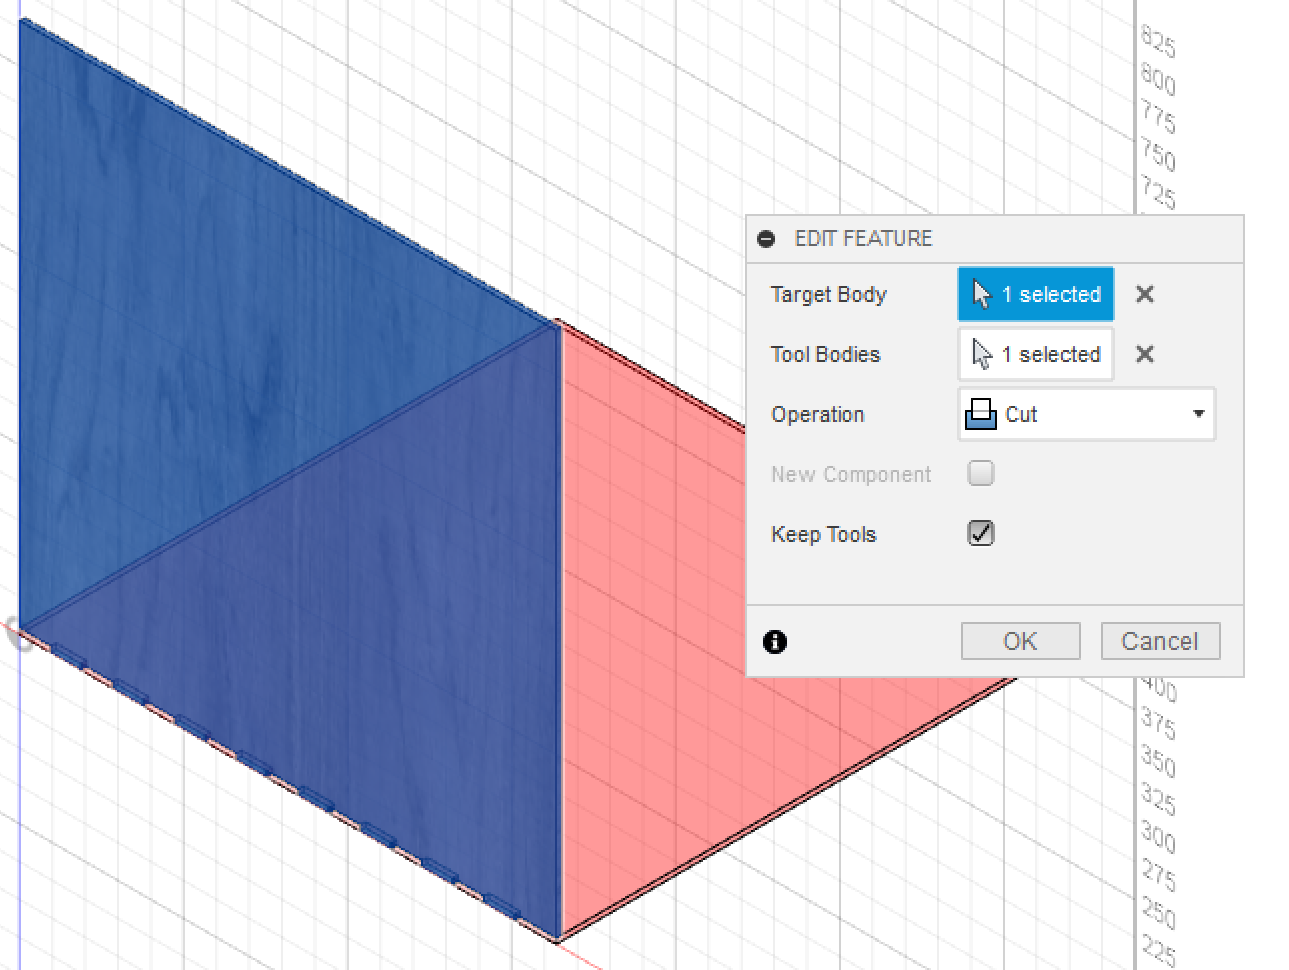 825
800
775
750
725
EDIT FEATURE
Target Body 1 selected
Tool Bodies 1 selected
Operation Cut
New Component
Keep Tools
OK Cancel
400
375
350
325
300
275
250
225